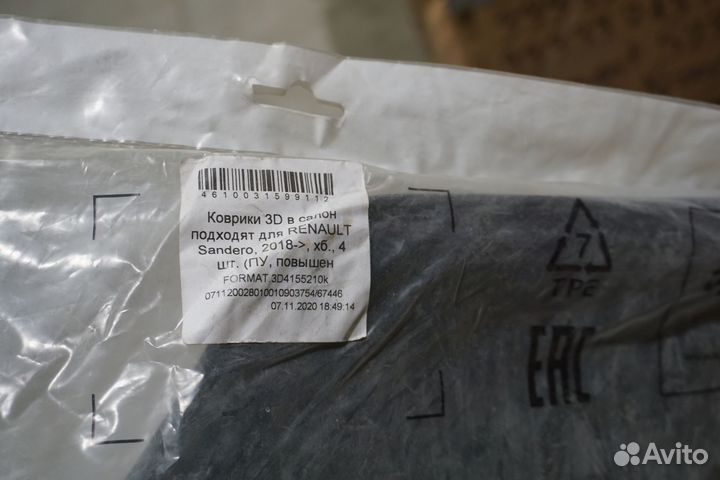 4610031599112
Коврики 3D в салон
подходят для RENAULT
Sandero, 2018->, хб., 4
шт. (ПУ, повышен
FORMAT.3D4155210k
071120028010010903754/67446
07.11.2020 18:49:14
7
TPE
EAC
Avito